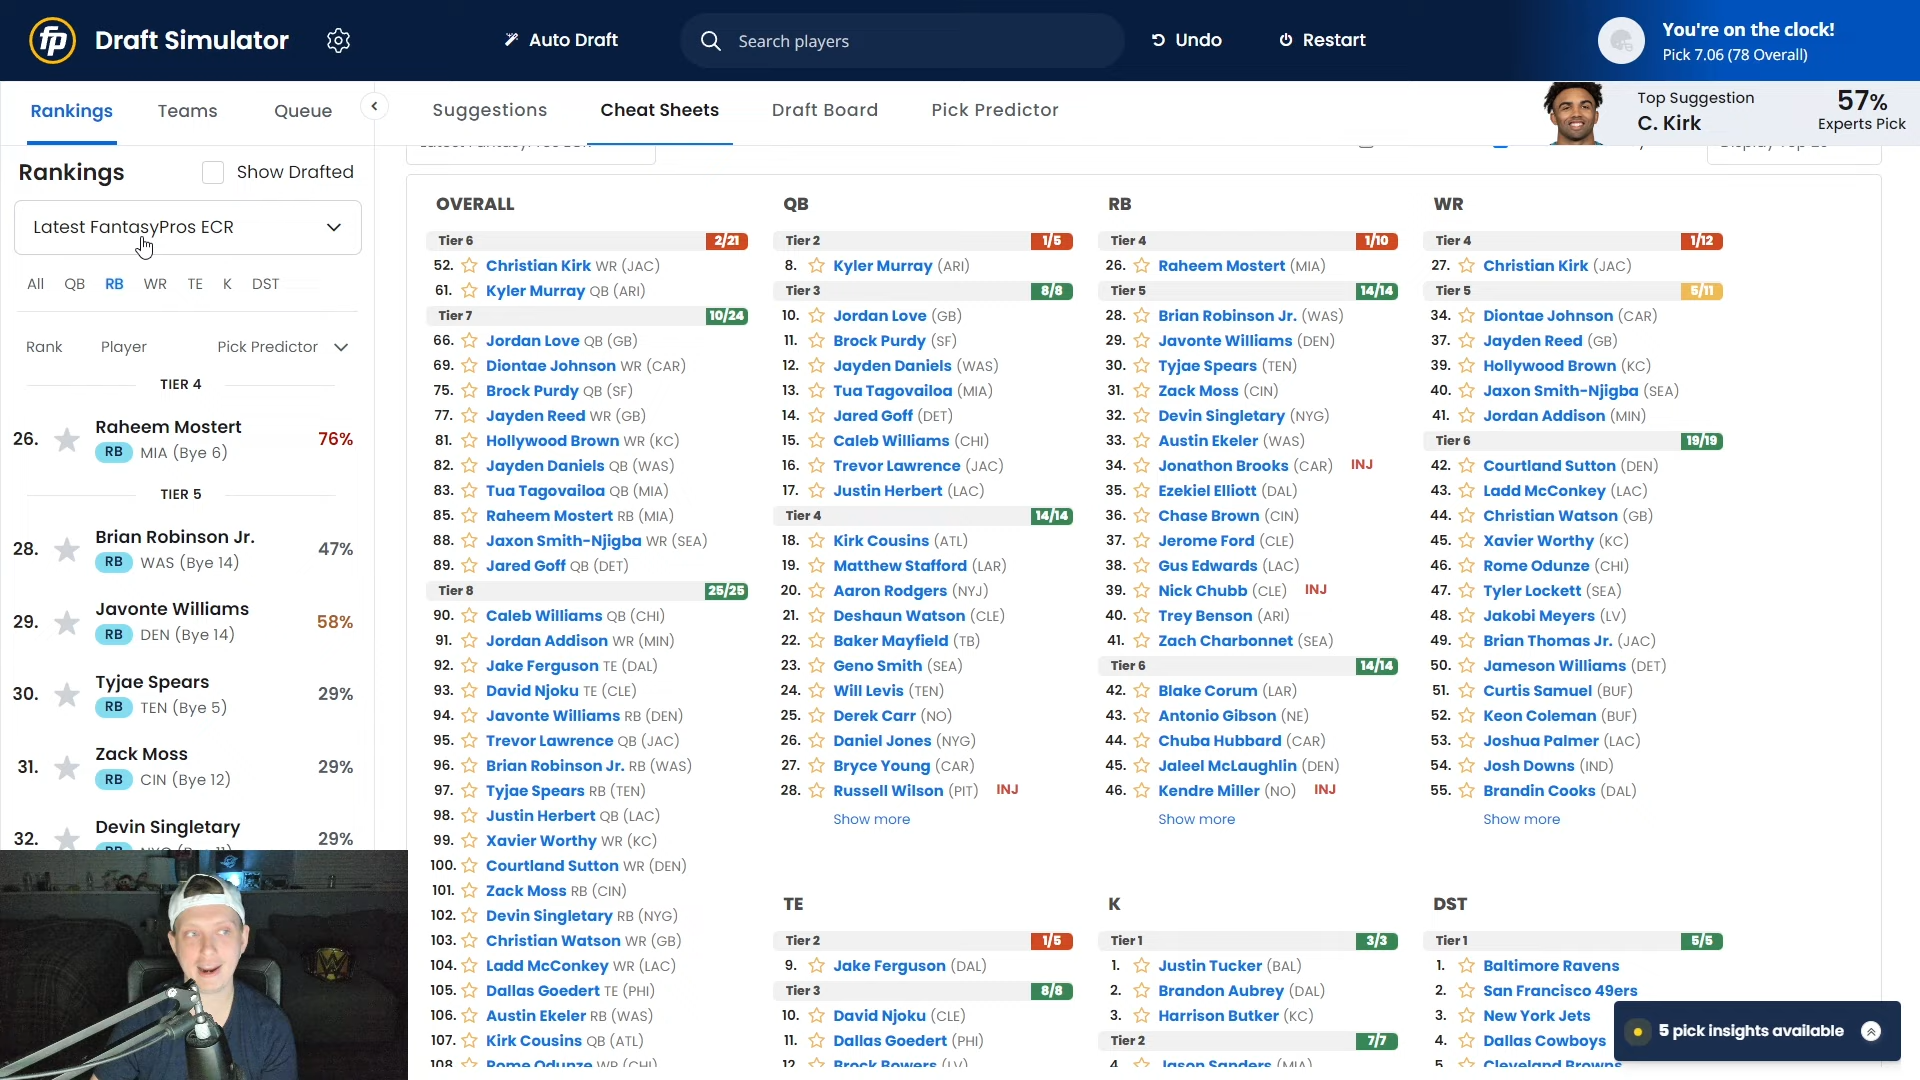 fp Draft Simulator
Auto Draft
Search players
Undo
Restart
You're on the clock!
Pick 7.06 (78 Overall)
Rankings Teams Queue
Suggestions Cheat Sheets Draft Board Pick Predictor
Top Suggestion
C. Kirk
57%
Experts Pick
Rankings
Show Drafted
Latest FantasyPros ECR
All QB RB WR TE K DST
Rank Player Pick Predictor
TIER 4
26. Raheem Mostert 76%
RB MIA (Bye 6)
TIER 5
28. Brian Robinson Jr. 47%
RB WAS (Bye 14)
29. Javonte Williams 58%
RB DEN (Bye 14)
30. Tyjae Spears 29%
RB TEN (Bye 5)
31. Zack Moss 29%
RB CIN (Bye 12)
32. Devin Singletary 29%
OVERALL
Tier 6 2/21
52. Christian Kirk WR (JAC)
61. Kyler Murray QB (ARI)
Tier 7 10/24
66. Jordan Love QB (GB)
69. Diontae Johnson WR (CAR)
75. Brock Purdy QB (SF)
77. Jayden Reed WR (GB)
81. Hollywood Brown WR (KC)
82. Jayden Daniels QB (WAS)
83. Tua Tagovailoa QB (MIA)
85. Raheem Mostert RB (MIA)
88. Jaxon Smith-Njigba WR (SEA)
89. Jared Goff QB (DET)
Tier 8 25/25
90. Caleb Williams QB (CHI)
91. Jordan Addison WR (MIN)
92. Jake Ferguson TE (DAL)
93. David Njoku TE (CLE)
94. Javonte Williams RB (DEN)
95. Trevor Lawrence QB (JAC)
96. Brian Robinson Jr. RB (WAS)
97. Tyjae Spears RB (TEN)
98. Justin Herbert QB (LAC)
99. Xavier Worthy WR (KC)
100. Courtland Sutton WR (DEN)
101. Zack Moss RB (CIN)
102. Devin Singletary RB (NYG)
103. Christian Watson WR (GB)
104. Ladd McConkey WR (LAC)
105. Dallas Goedert TE (PHI)
106. Austin Ekeler RB (WAS)
107. Kirk Cousins QB (ATL)
108. Rome Odunze WR (CHI)
QB
Tier 2 1/5
8. Kyler Murray (ARI)
Tier 3 8/8
10. Jordan Love (GB)
11. Brock Purdy (SF)
12. Jayden Daniels (WAS)
13. Tua Tagovailoa (MIA)
14. Jared Goff (DET)
15. Caleb Williams (CHI)
16. Trevor Lawrence (JAC)
17. Justin Herbert (LAC)
Tier 4 14/14
18. Kirk Cousins (ATL)
19. Matthew Stafford (LAR)
20. Aaron Rodgers (NYJ)
21. Deshaun Watson (CLE)
22. Baker Mayfield (TB)
23. Geno Smith (SEA)
24. Will Levis (TEN)
25. Derek Carr (NO)
26. Daniel Jones (NYG)
27. Bryce Young (CAR)
28. Russell Wilson (PIT) INJ
Show more
RB
Tier 4 1/10
26. Raheem Mostert (MIA)
Tier 5 14/14
28. Brian Robinson Jr. (WAS)
29. Javonte Williams (DEN)
30. Tyjae Spears (TEN)
31. Zack Moss (CIN)
32. Devin Singletary (NYG)
33. Austin Ekeler (WAS)
34. Jonathon Brooks (CAR) INJ
35. Ezekiel Elliott (DAL)
36. Chase Brown (CIN)
37. Jerome Ford (CLE)
38. Gus Edwards (LAC)
39. Nick Chubb (CLE) INJ
40. Trey Benson (ARI)
41. Zach Charbonnet (SEA)
Tier 6 14/14
42. Blake Corum (LAR)
43. Antonio Gibson (NE)
44. Chuba Hubbard (CAR)
45. Jaleel McLaughlin (DEN)
46. Kendre Miller (NO) INJ
Show more
WR
Tier 4 1/12
27. Christian Kirk (JAC)
Tier 5 5/11
34. Diontae Johnson (CAR)
37. Jayden Reed (GB)
39. Hollywood Brown (KC)
40. Jaxon Smith-Njigba (SEA)
41. Jordan Addison (MIN)
Tier 6 19/19
42. Courtland Sutton (DEN)
43. Ladd McConkey (LAC)
44. Christian Watson (GB)
45. Xavier Worthy (KC)
46. Rome Odunze (CHI)
47. Tyler Lockett (SEA)
48. Jakobi Meyers (LV)
49. Brian Thomas Jr. (JAC)
50. Jameson Williams (DET)
51. Curtis Samuel (BUF)
52. Keon Coleman (BUF)
53. Joshua Palmer (LAC)
54. Josh Downs (IND)
55. Brandin Cooks (DAL)
Show more
TE
Tier 2 1/5
9. Jake Ferguson (DAL)
Tier 3 8/8
10. David Njoku (CLE)
11. Dallas Goedert (PHI)
12. Brock Bowers (LV)
K
Tier 1 3/3
1. Justin Tucker (BAL)
2. Brandon Aubrey (DAL)
3. Harrison Butker (KC)
Tier 2 7/7
4. Jason Sanders (MIA)
DST
Tier 1 5/5
1. Baltimore Ravens
2. San Francisco 49ers
3. New York Jets
4. Dallas Cowboys
5. Cleveland Browns
5 pick insights available